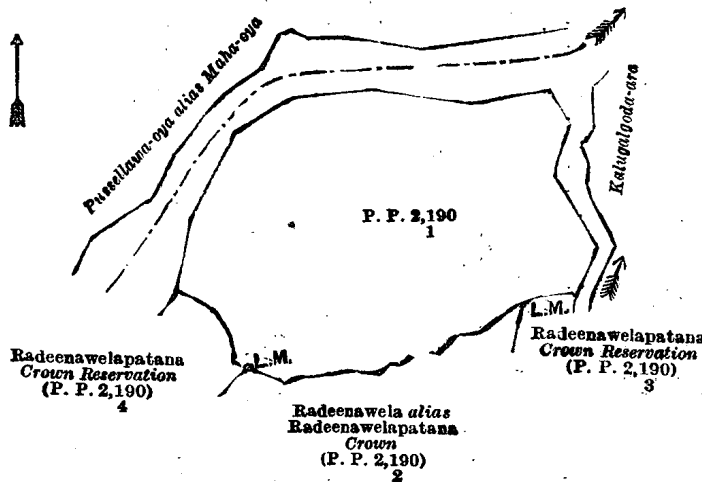 Pussellawa-oya alias Maha-oya
Kalugalgoda-ara
P. P. 2,190
1
L.M.
L.M.
Radeenawelapatana
Crown Reservation
(P. P. 2,190)
4
Radeenawelapatana
Crown Reservation
(P. P. 2,190)
3
Radeenawela alias
Radeenawelapatana
Crown
(P. P. 2,190)
2